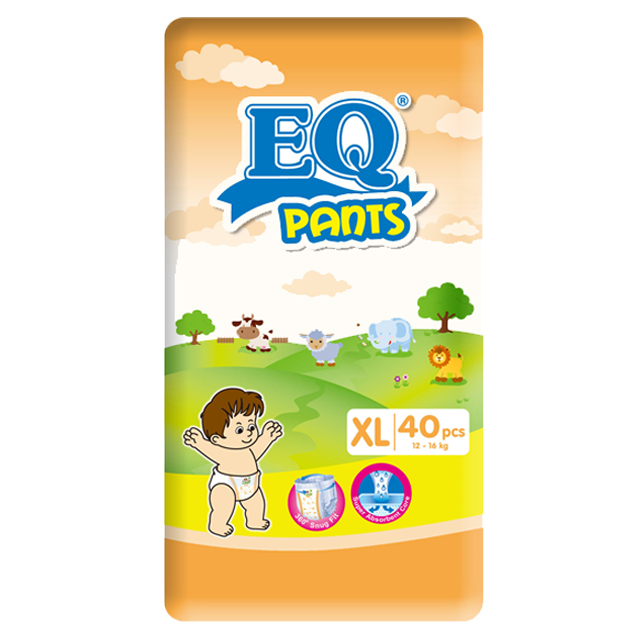 EQ®
PANTS
XL 40 pcs
12 - 16 kg
360° Snug Fit
Super Absorbent Core